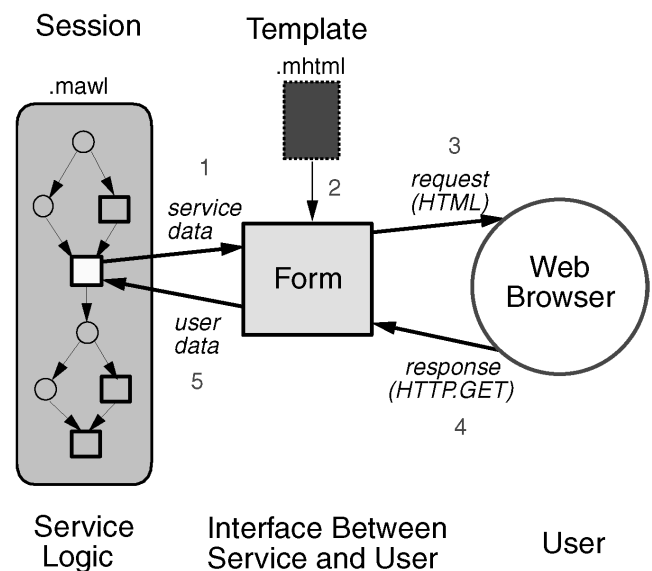 Session
Template
.mawl
.mhtml
1
2
3
service
data
request
(HTML)
Form
Web
Browser
user
data
5
response
(HTTP.GET)
4
Service
Logic
Interface Between
Service and User
User